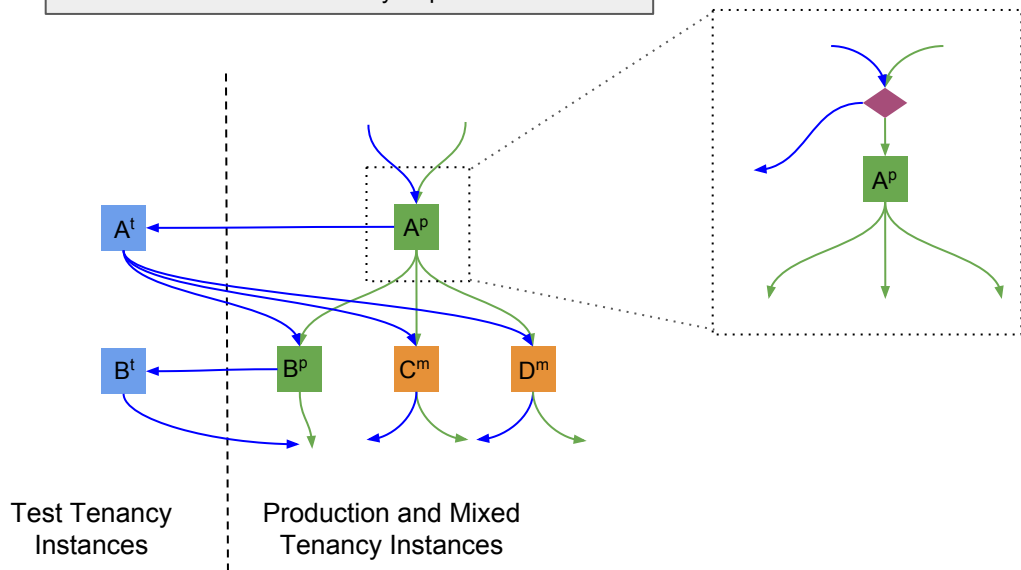 Aᵖ
Aᵗ
Aᵖ
Bᵗ
Bᵖ
Cᵐ
Dᵐ
Test Tenancy
Instances
Production and Mixed
Tenancy Instances